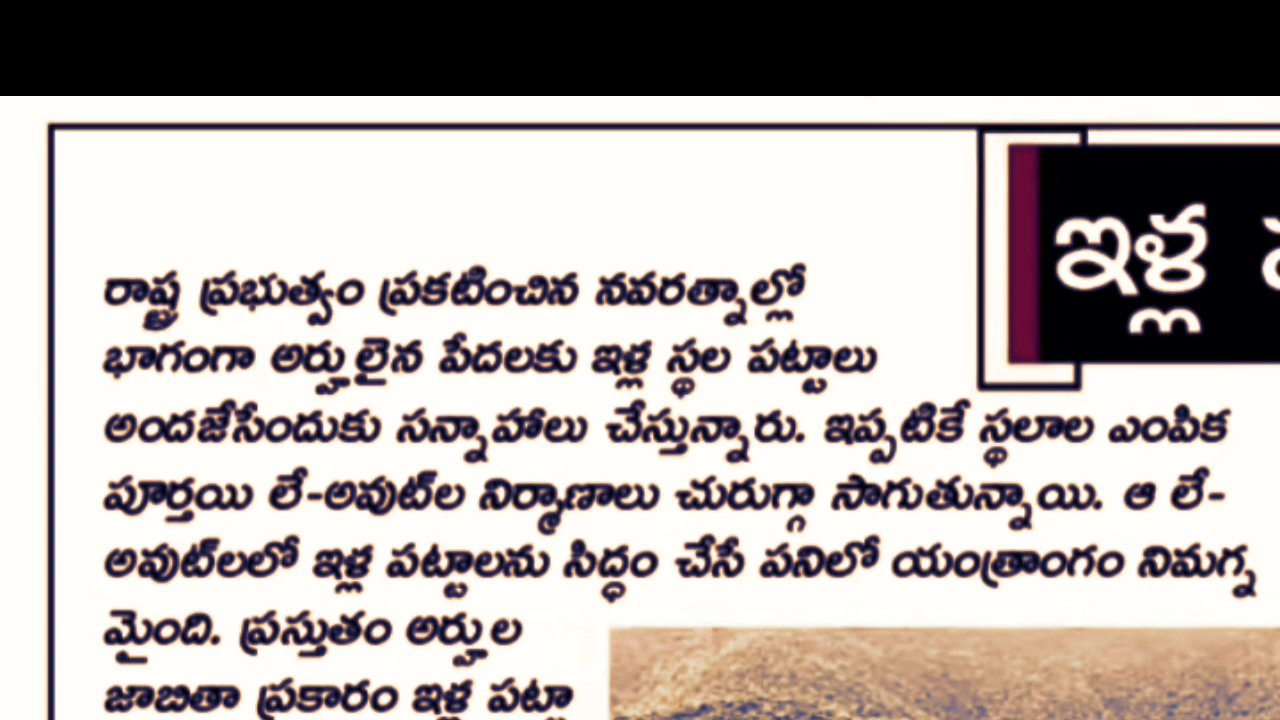 ఇళ్ల
రాష్ట్ర ప్రభుత్వం ప్రకటించిన నవరత్నాల్లో
భాగంగా అర్హులైన పేదలకు ఇళ్ల స్థల పట్టాలు
అందజేసేందుకు సన్నాహాలు చేస్తున్నారు. ఇప్పటికే స్థలాల ఎంపిక
పూర్తయి లే-అవుట్‌ల నిర్మాణాలు చురుగ్గా సాగుతున్నాయి. ఆ లే-
అవుట్‌లలో ఇళ్ల పట్టాలను సిద్ధం చేసే పనిలో యంత్రాంగం నిమగ్న
మైంది. ప్రస్తుతం అర్హుల
జాబితా ప్రకారం ఇళ్ల పట్టా